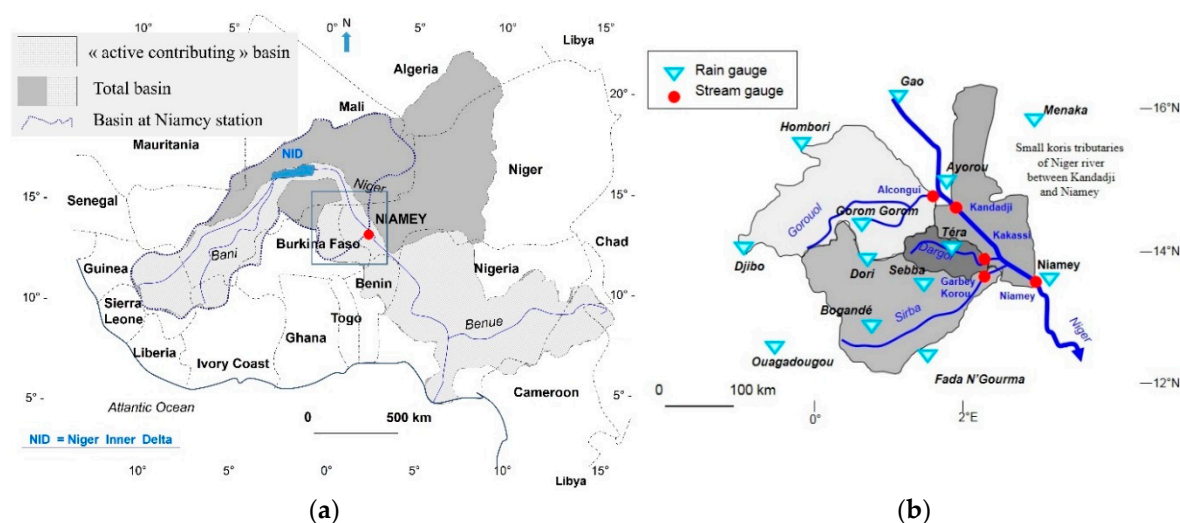 10°
5°
0°
N
5°
10°
15°
« active contributing » basin
Total basin
Basin at Niamey station
Libya
Algeria
20°
Mali
Mauritania
NID
Niger
Niger
15°
15°
Senegal
NIAMEY
Burkina Faso
Chad
Bani
Guinea
Nigeria
Benin
10°
10°
Sierra
Leone
Togo
Benue
Ghana
Liberia
Ivory Coast
Cameroon
5°
5°
Atlantic Ocean
0
500 km
NID = Niger Inner Delta
10°
5°
0°
5°
10°
15°
Libya
(a)
Rain gauge
Stream gauge
Gao
16°N
Menaka
Hombori
Small koris tributaries
of Niger river
between Kandadji
and Niamey
Ayorou
Alcongui
Kandadji
Gorom Gorom
Gorouol
Kakassi
Téra
14°N
Djibo
Dori
Dargol
Sebba
Niamey
Garbey
Korou
Niamey
Bogandé
Sirba
Niger
Ouagadougou
Fada N'Gourma
12°N
0
100 km
0°
2°E
(b)